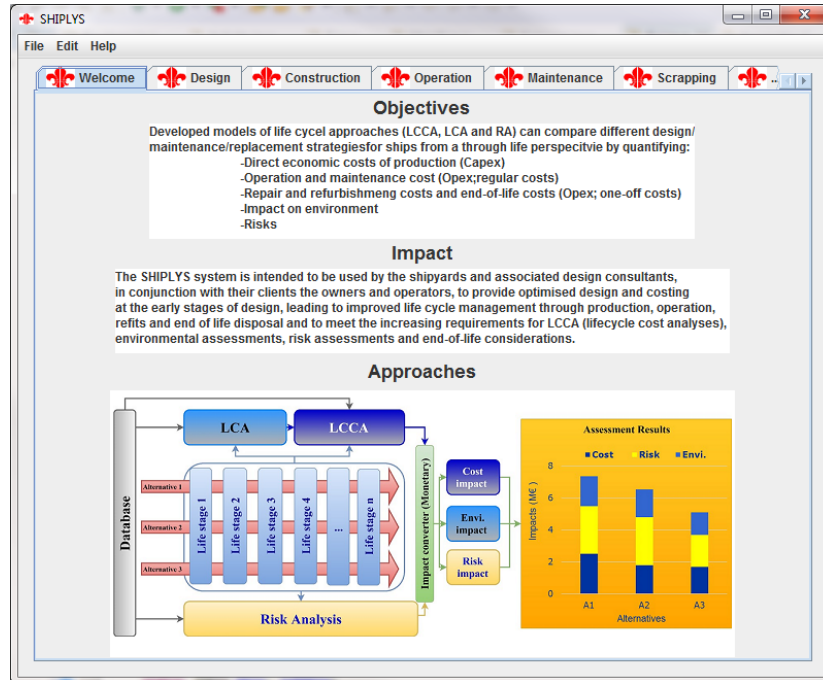 SHIPLYS
File Edit Help
Welcome Design Construction Operation Maintenance Scrapping ..
Objectives
Developed models of life cycel approaches (LCCA, LCA and RA) can compare different design/
maintenance/replacement strategiesfor ships from a through life perspecitvie by quantifying:
-Direct economic costs of production (Capex)
-Operation and maintenance cost (Opex;regular costs)
-Repair and refurbishmeng costs and end-of-life costs (Opex; one-off costs)
-Impact on environment
-Risks
Impact
The SHIPLYS system is intended to be used by the shipyards and associated design consultants,
in conjunction with their clients the owners and operators, to provide optimised design and costing
at the early stages of design, leading to improved life cycle management through production, operation,
refits and end of life disposal and to meet the increasing requirements for LCCA (lifecycle cost analyses),
environmental assessments, risk assessments and end-of-life considerations.
Approaches
Database
LCA
LCCA
Alternative 1
Alternative 2
Alternative 3
Life stage 1
Life stage 2
Life stage 3
Life stage 4
...
Life stage n
Risk Analysis
Impact converter (Monetary)
Cost
impact
Envi.
impact
Risk
impact
Assessment Results
Cost Risk Envi.
Impacts (M€ )
8
6
4
2
0
A1 A2 A3
Alternatives